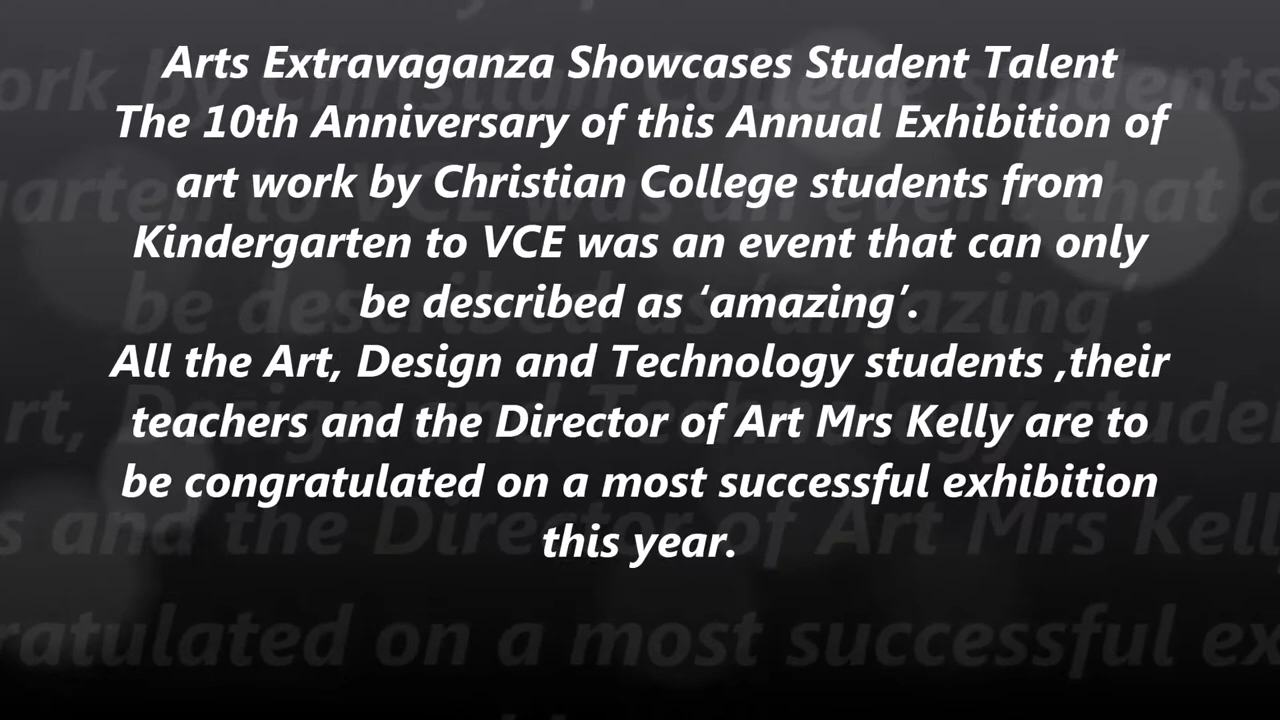 Arts Extravaganza Showcases Student Talent
The 10th Anniversary of this Annual Exhibition of
art work by Christian College students from
Kindergarten to VCE was an event that can only
be described as ‘amazing’.
All the Art, Design and Technology students ,their
teachers and the Director of Art Mrs Kelly are to
be congratulated on a most successful exhibition
this year.